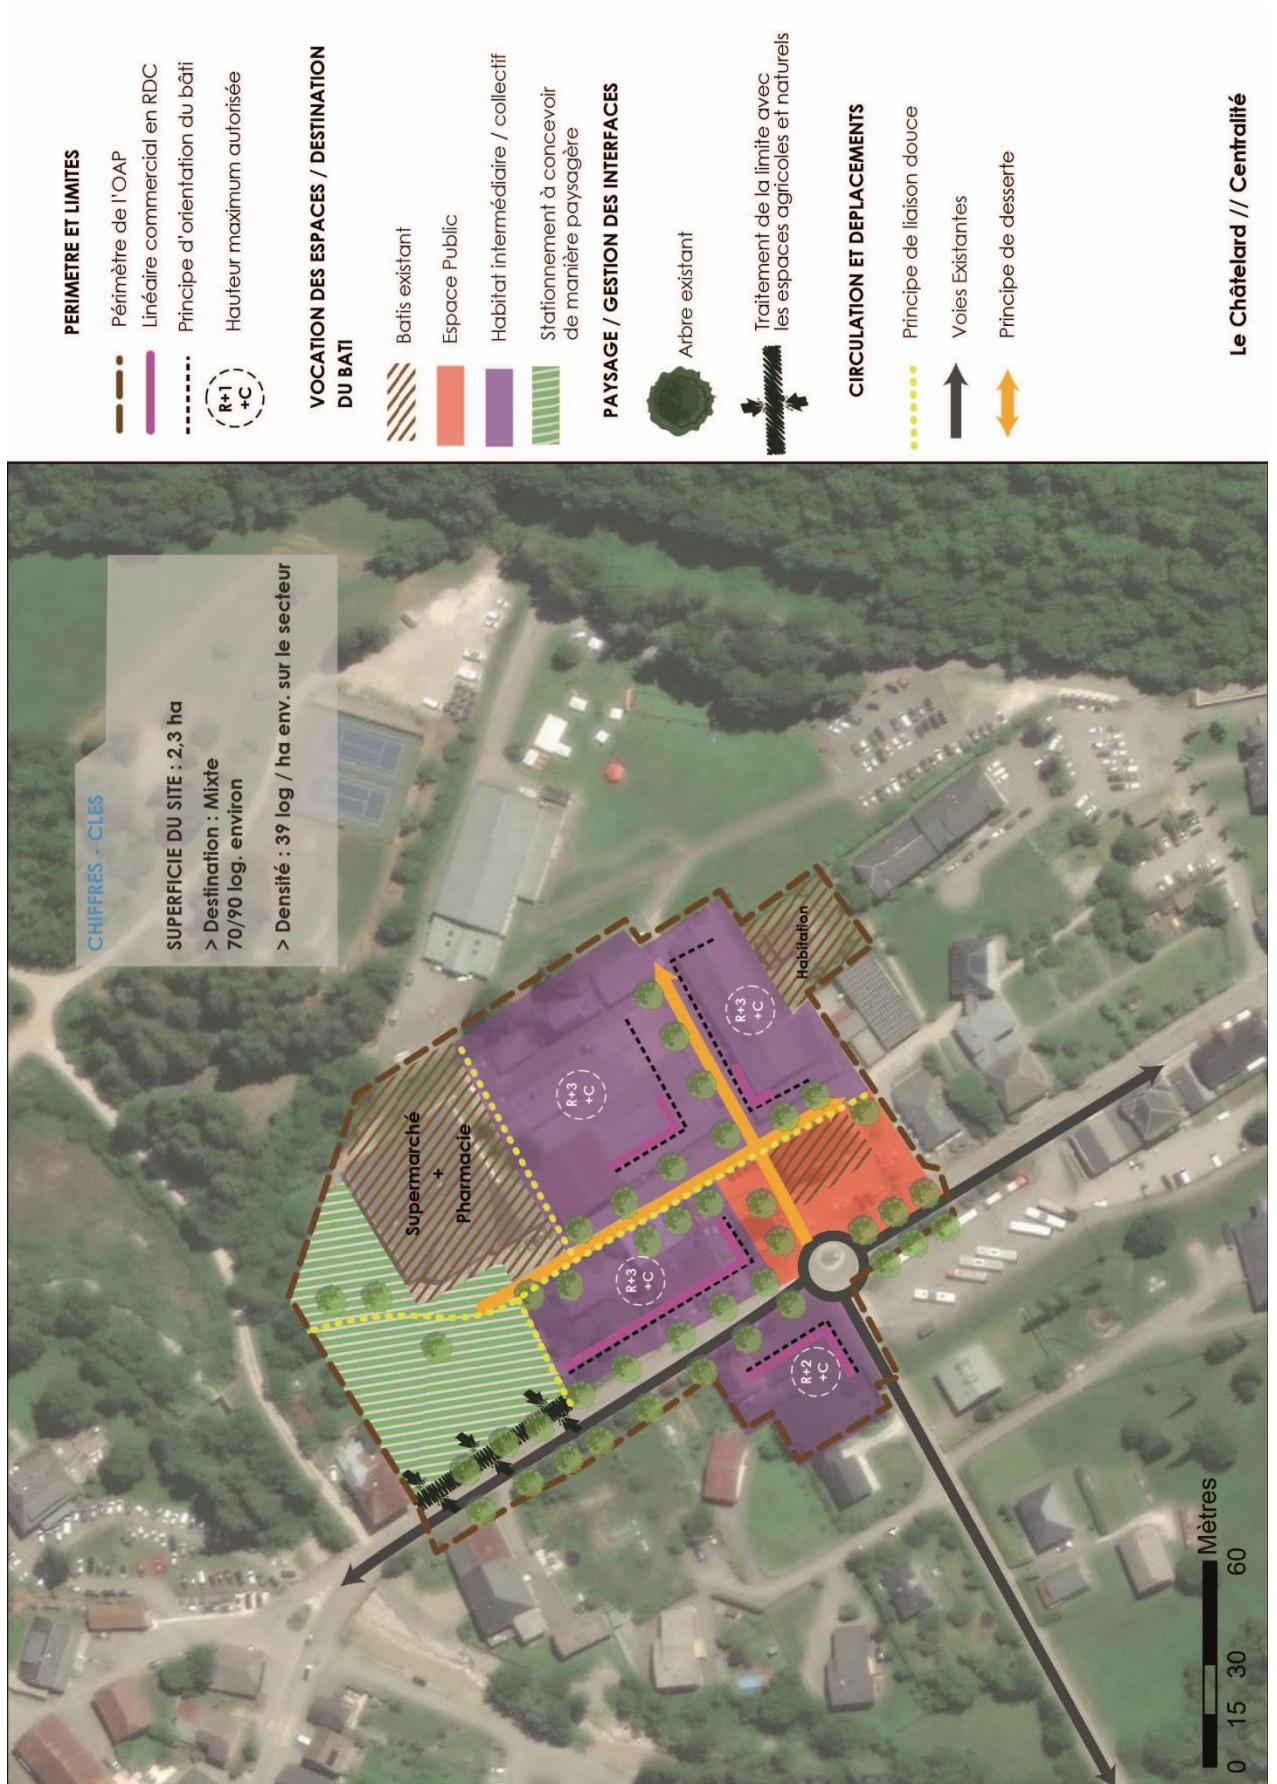 PERIMETRE ET LIMITES
Périmètre de l'OAP
Linéaire commercial en RDC
Principe d'orientation du bâti
R+1
+C
Hauteur maximum autorisée
VOCATION DES ESPACES / DESTINATION
DU BATI
Batis existant
Espace Public
Habitat intermédiaire / collectif
Stationnement à concevoir
de manière paysagère
PAYSAGE / GESTION DES INTERFACES
Arbre existant
Traitement de la limite avec
les espaces agricoles et naturels
CIRCULATION ET DEPLACEMENTS
Principe de liaison douce
Voies Existantes
Principe de desserte
Le Châtelard // Centralité
CHIFFRES - CLES
SUPERFICIE DU SITE : 2,3 ha
> Destination : Mixte
70/90 log. environ
> Densité : 39 log / ha env. sur le secteur
Supermarché
+
Pharmacie
R+3
+C
R+3
+C
R+3
+C
R+2
+C
Habitation
0 15 30 60
Mètres